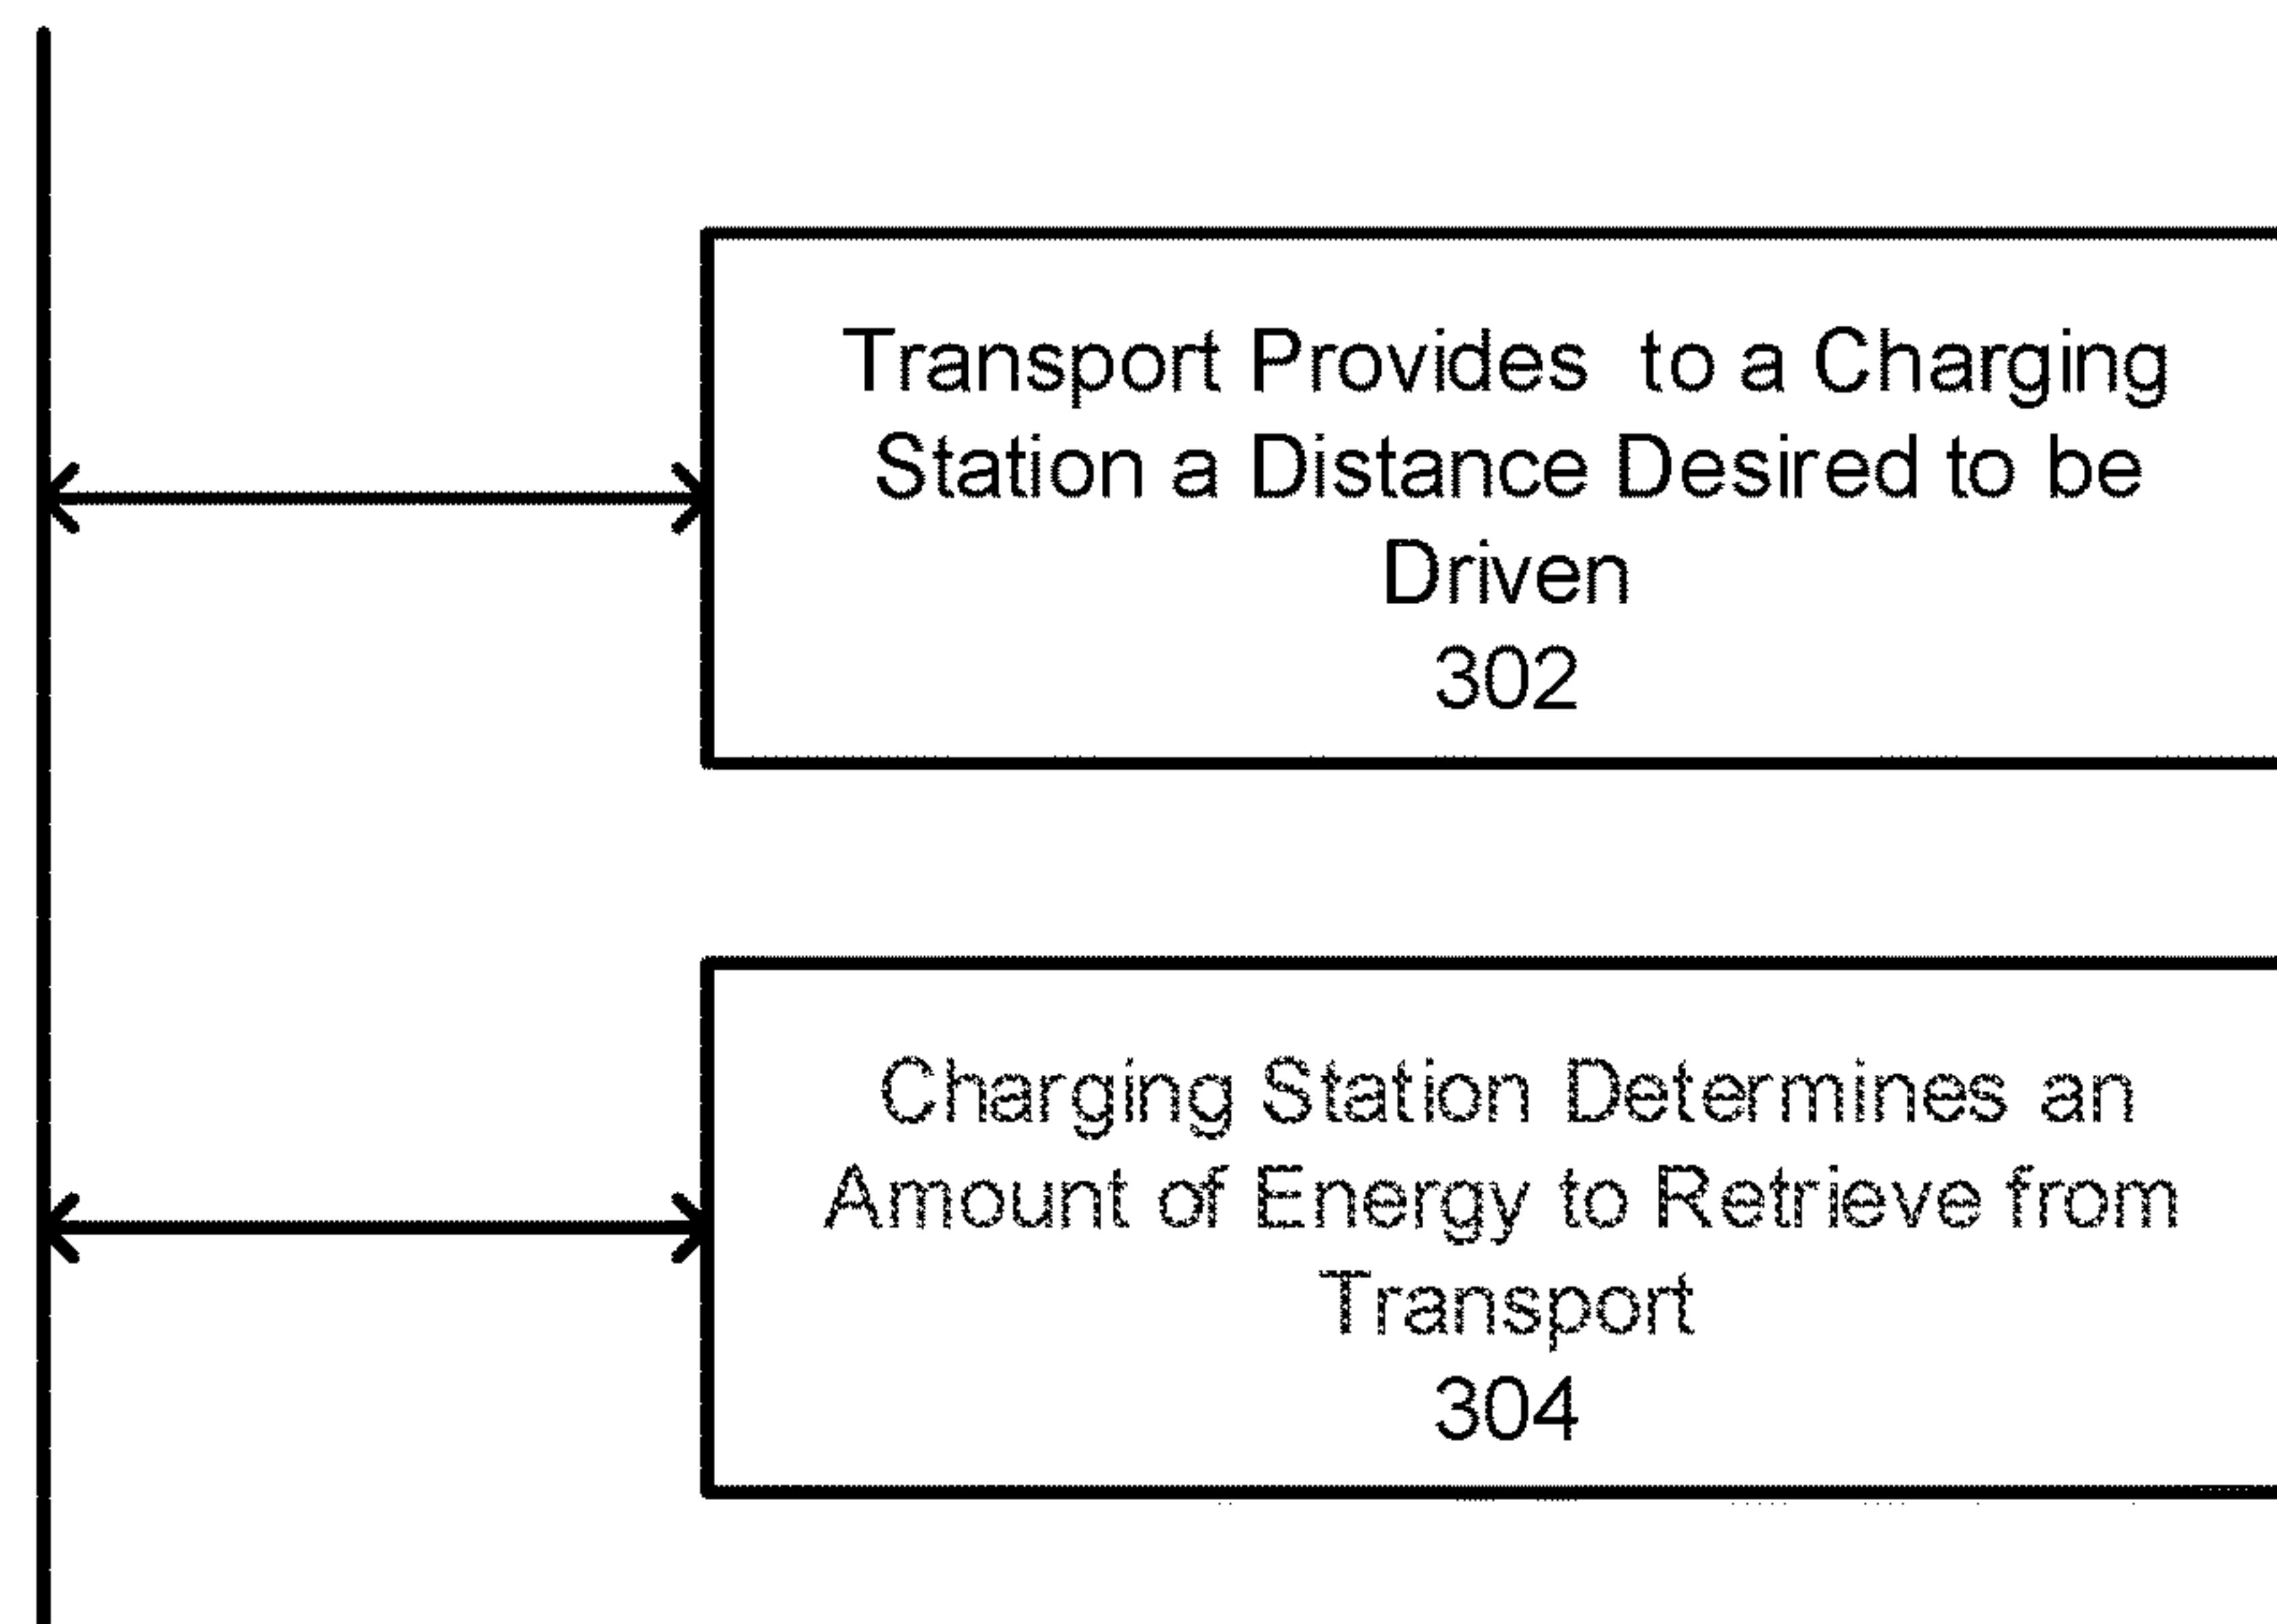 Transport Provides  to a Charging
Station a Distance Desired to be
Driven
302
Charging Station Determines an
Amount of Energy to Retrieve from
Transport
304